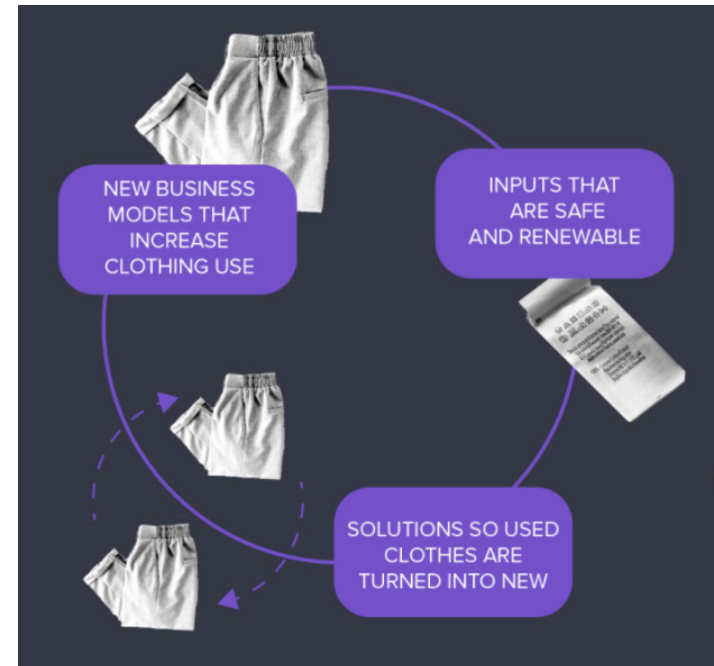 NEW BUSINESS
MODELS THAT
INCREASE
CLOTHING USE
INPUTS THAT
ARE SAFE
AND RENEWABLE
SOLUTIONS SO USED
CLOTHES ARE
TURNED INTO NEW